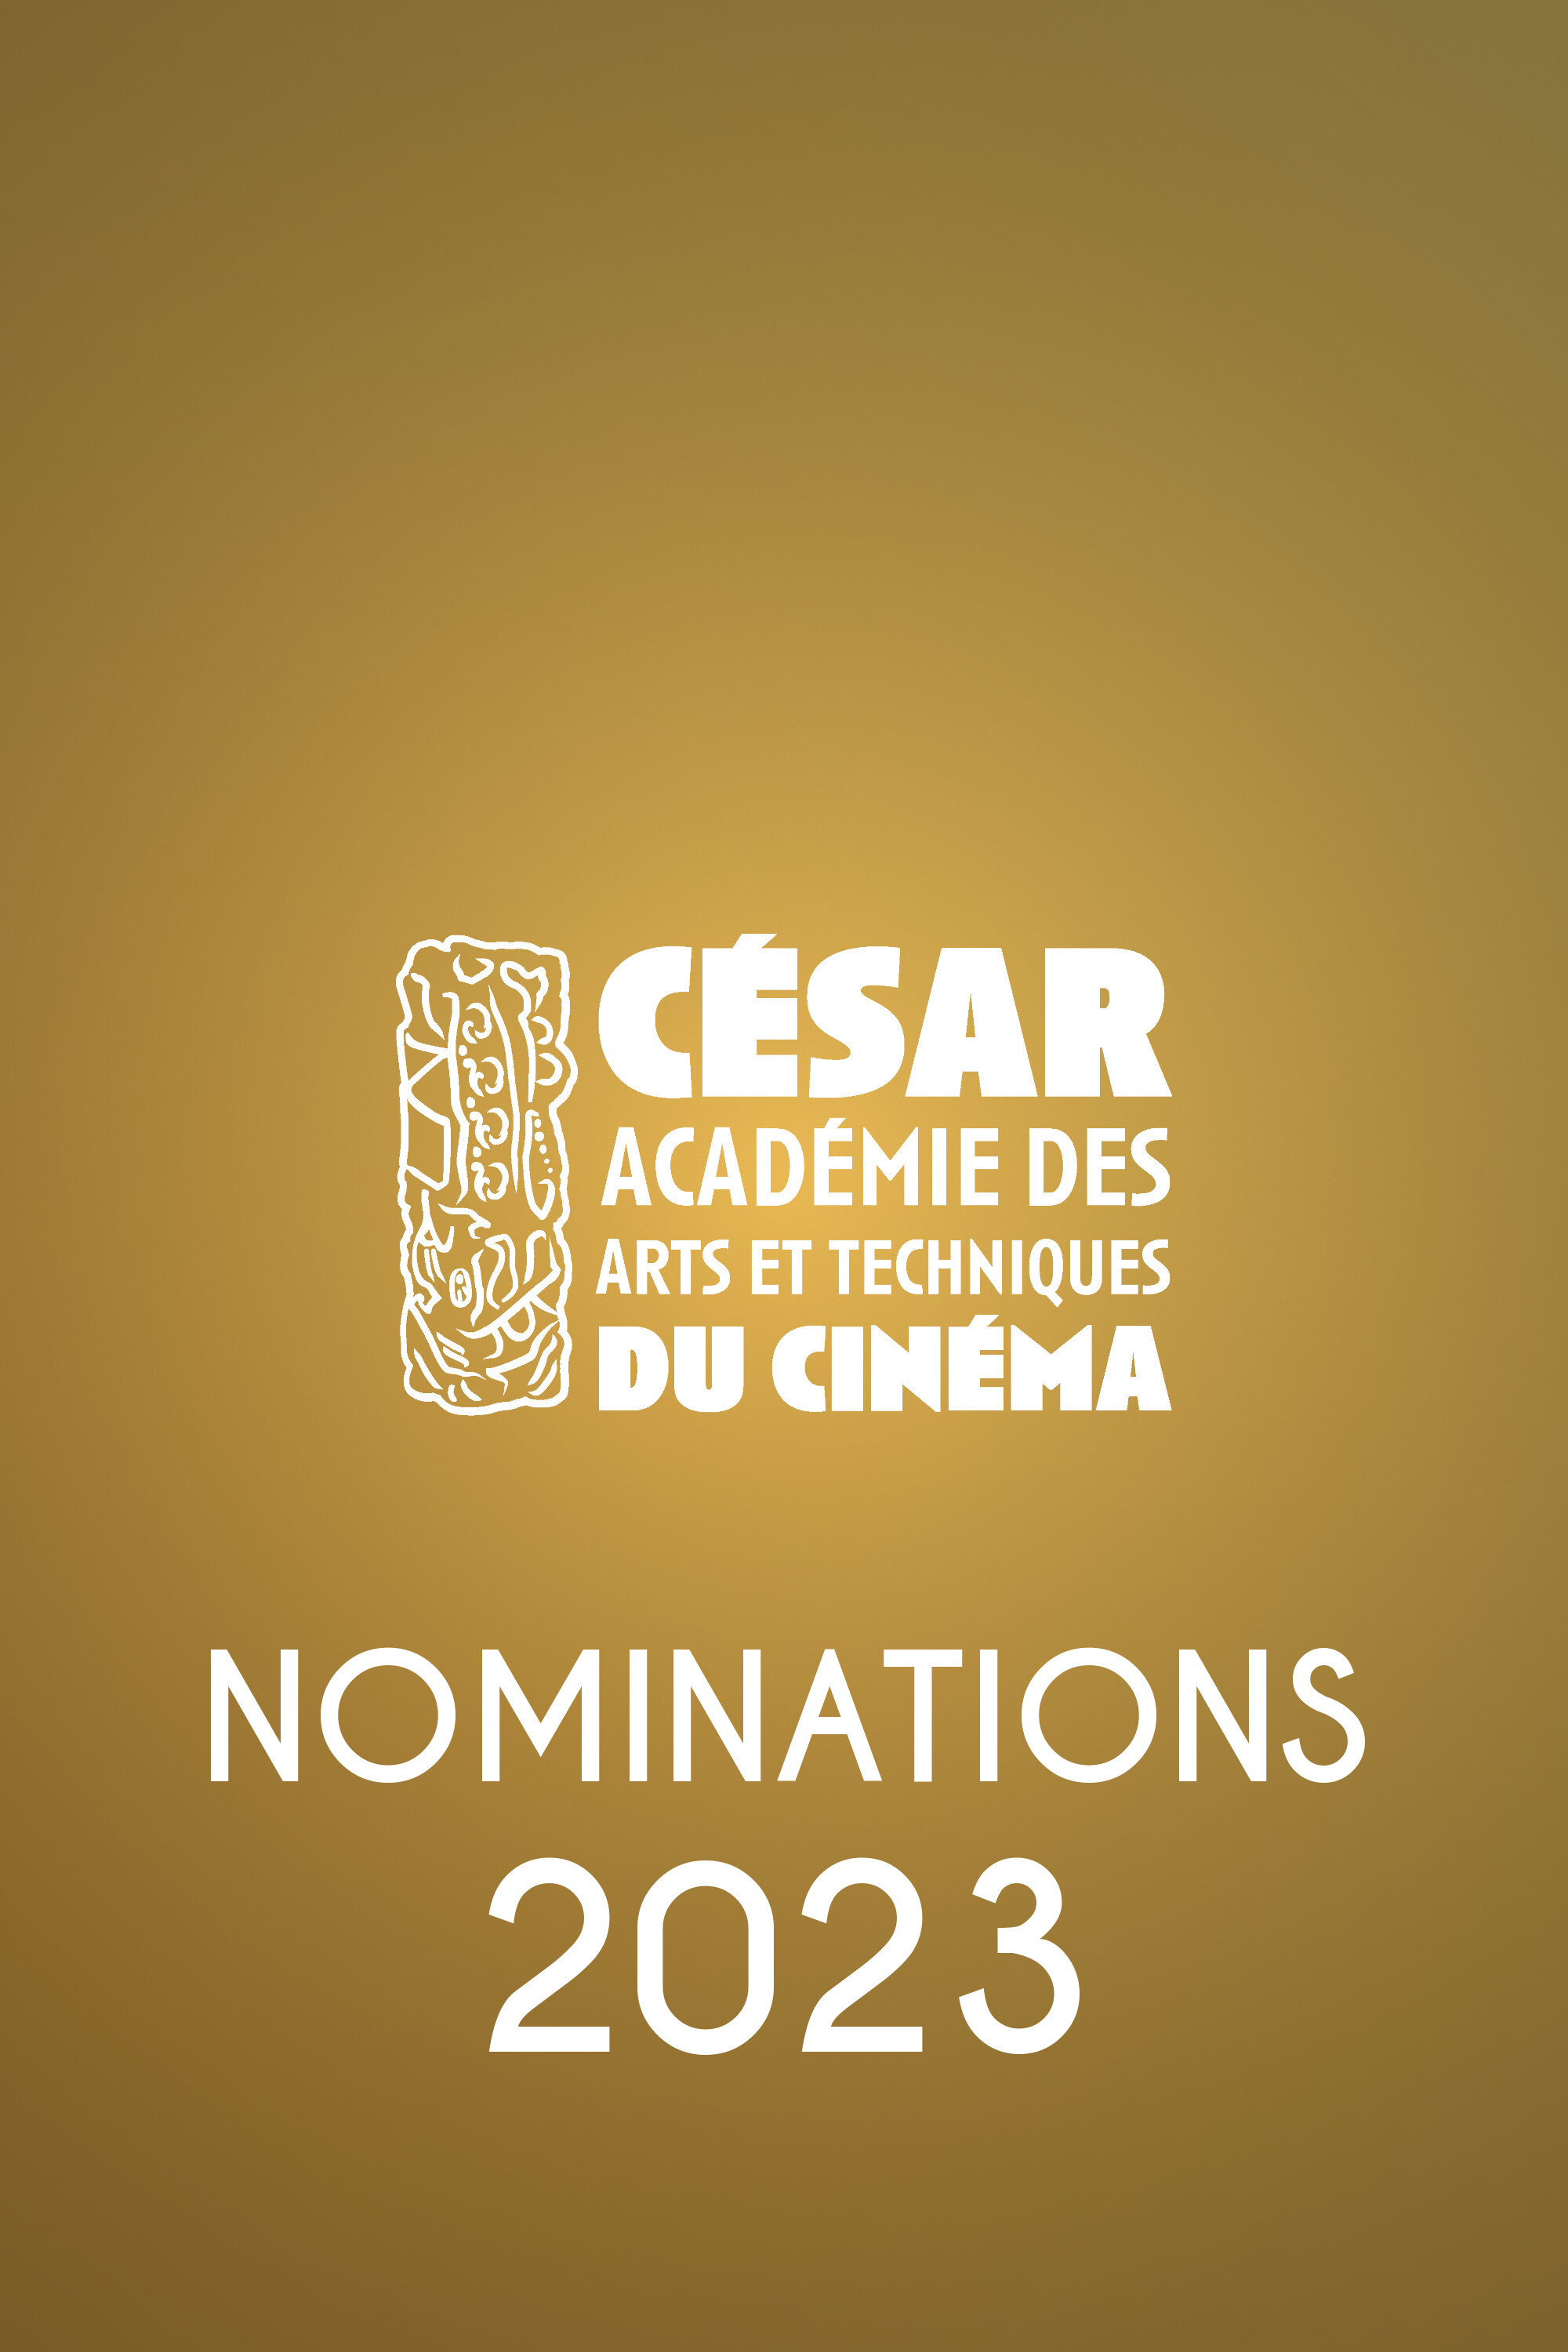 CÉSAR
ACADÉMIE DES
ARTS ET TECHNIQUES
DU CINÉMA
NOMINATIONS
2023